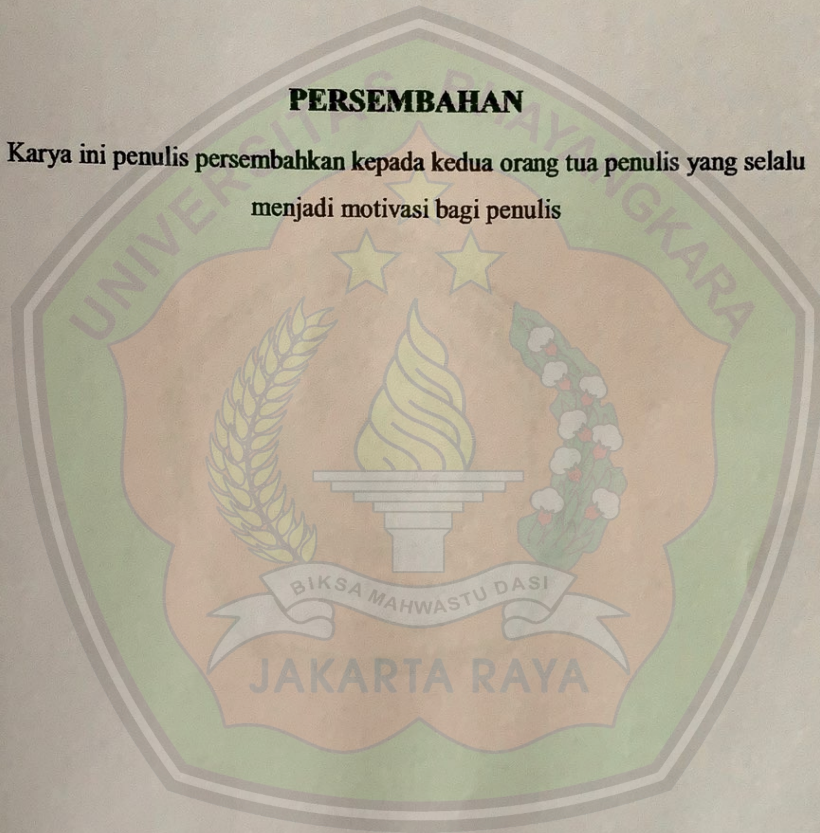 PERSEMBAHAN
Karya ini penulis persembahkan kepada kedua orang tua penulis yang selalu
menjadi motivasi bagi penulis
UNIVERSITAS BHAYANGKARA
BIKSA MAHWASTU DASI
JAKARTA RAYA